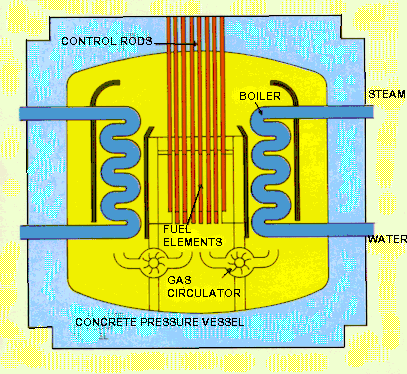 CONTROL RODS
BOILER
STEAM
FUEL
ELEMENTS
WATER
GAS
CIRCULATOR
CONCRETE PRESSURE VESSEL